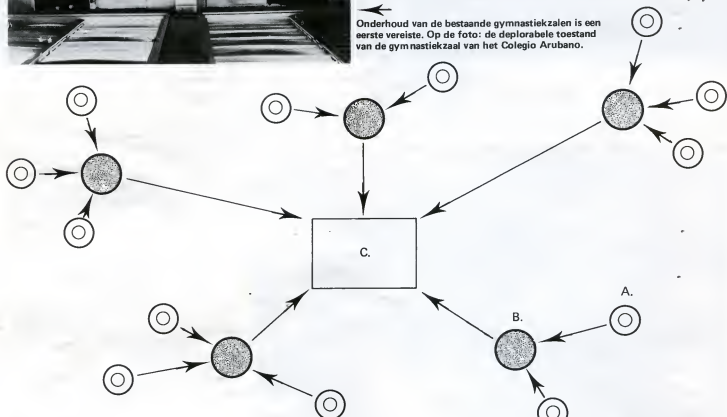 Onderhoud van de bestaande gymnastiekzalen is een
eerste vereiste. Op de foto: de deplorabele toestand
van de gymnastiekzaal van het Colegio Arubano.
C.
A.
B.